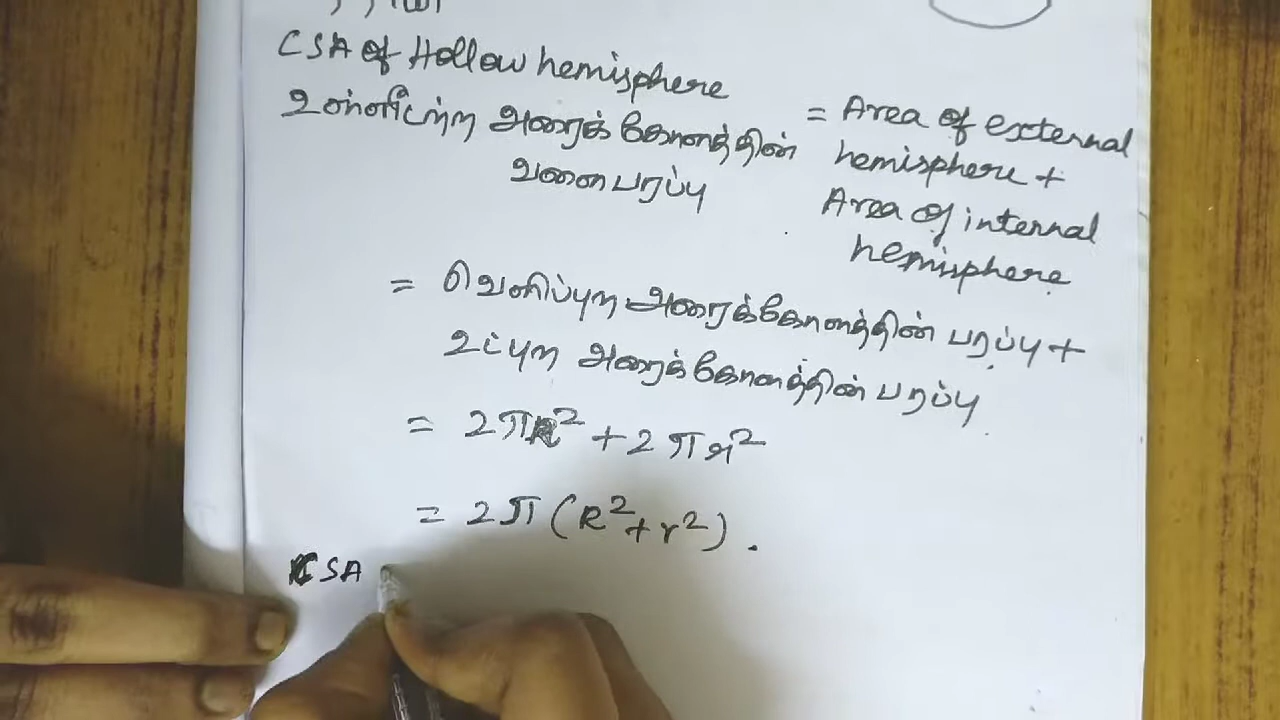 CSA of Hollow hemisphere
உள்ளீடற்ற அரைக் கோளத்தின்
வளைபரப்பு
= Area of external
hemisphere +
Area of internal
hemisphere
= வெளிப்புற அரைக்கோளத்தின் பரப்பு +
உட்புற அரைக்கோளத்தின் பரப்பு
= 2πR² + 2πr²
= 2π(R² + r²).
CSA